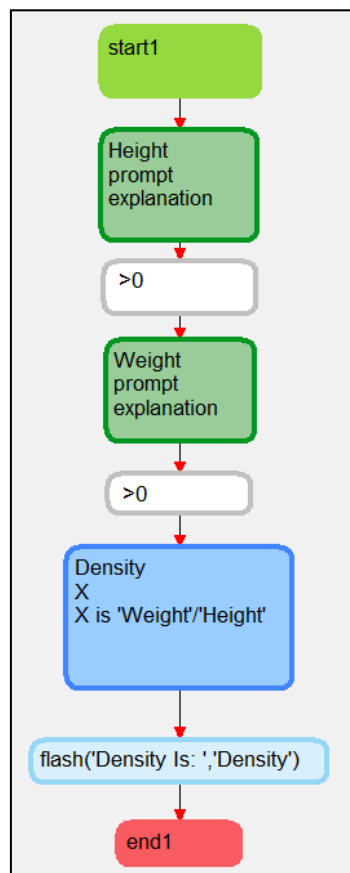 start1
Height
prompt
explanation
>0
Weight
prompt
explanation
>0
Density
X
X is 'Weight'/'Height'
flash('Density Is: ','Density')
end1